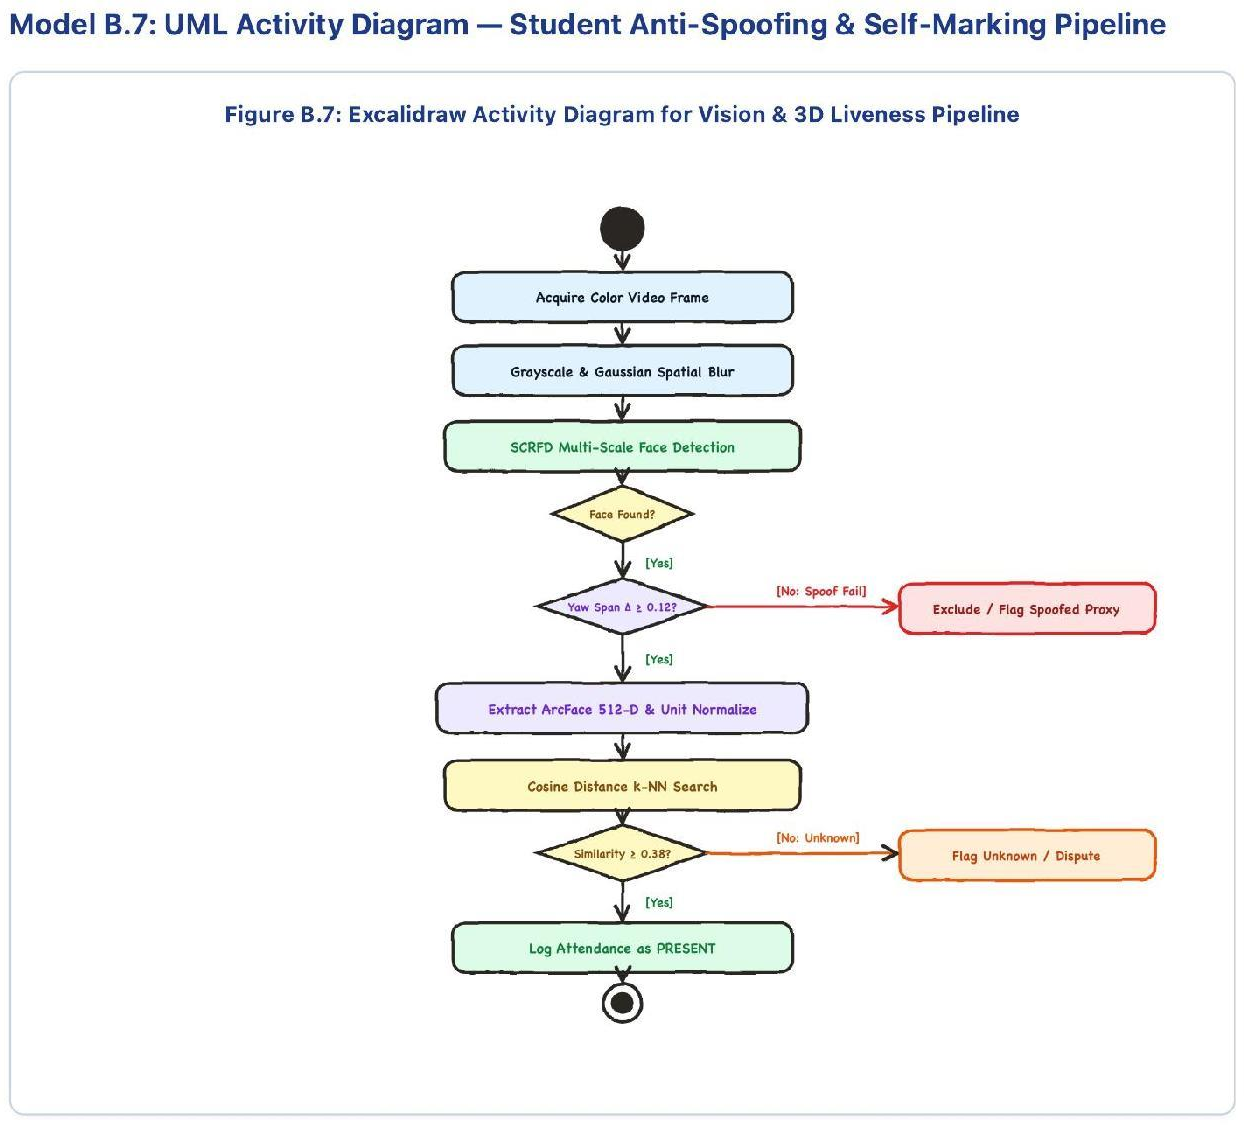 Model B.7: UML Activity Diagram — Student Anti-Spoofing & Self-Marking Pipeline
Figure B.7: Excalidraw Activity Diagram for Vision & 3D Liveness Pipeline
Acquire Color Video Frame
Grayscale & Gaussian Spatial Blur
SCRFD Multi-Scale Face Detection
Face Found?
[Yes]
Yaw Span Δ ≥ 0.12?
[No: Spoof Fail]
Exclude / Flag Spoofed Proxy
[Yes]
Extract ArcFace 512-D & Unit Normalize
Cosine Distance k-NN Search
Similarity ≥ 0.38?
[No: Unknown]
Flag Unknown / Dispute
[Yes]
Log Attendance as PRESENT